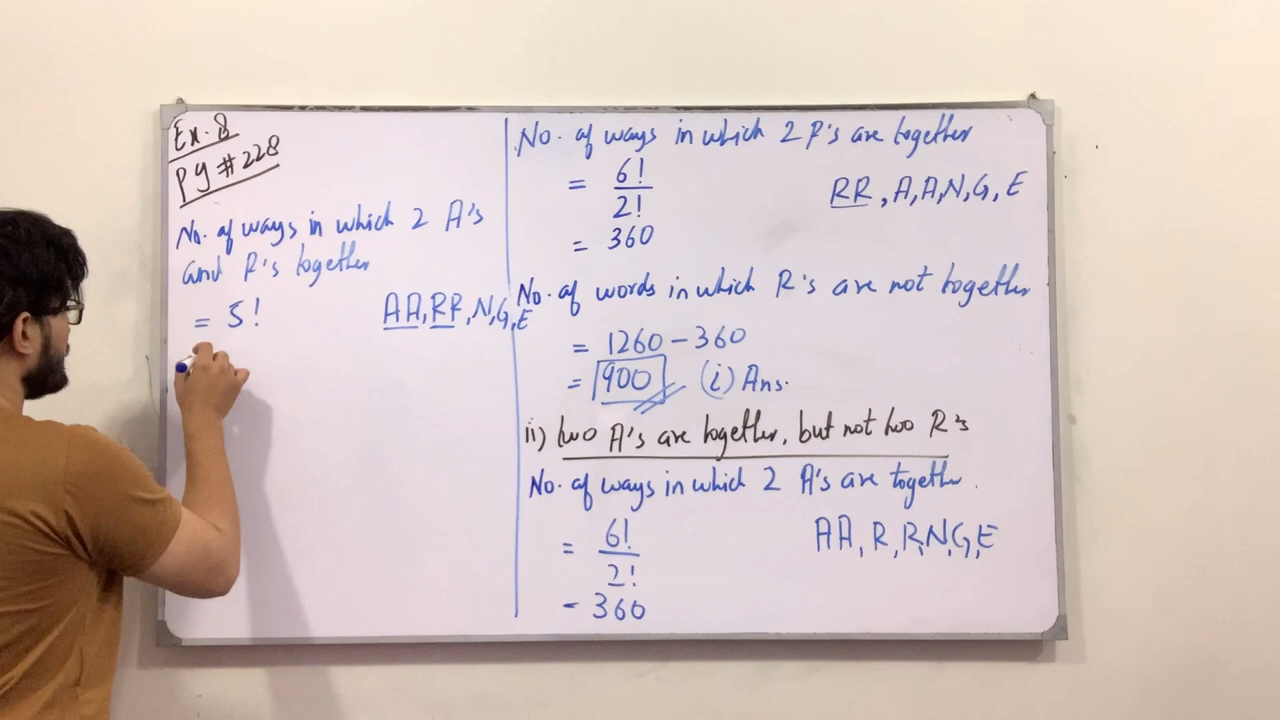 Ex. 8
Pg # 228
No. of ways in which 2 A's
and R's together
= 5!
AA, RR, N, G, E
No. of ways in which 2 R's are together
= 6!
2!
RR, A, A, N, G, E
= 360
No. of words in which R's are not together
= 1260 - 360
= 900 (i) Ans.
ii) two A's are together, but not two R's
No. of ways in which 2 A's are together.
= 6!
2!
AA, R, R, N, G, E
= 360